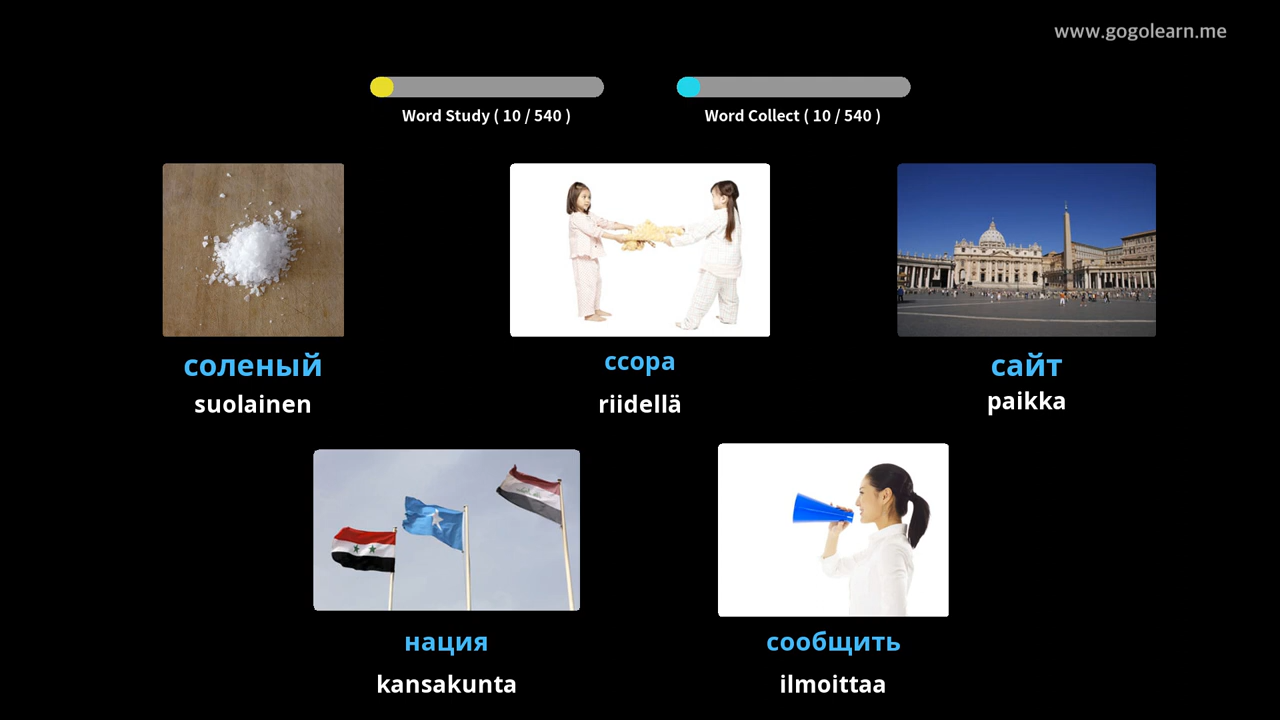 www.gogolearn.me
Word Study ( 10 / 540 )
Word Collect ( 10 / 540 )
соленый
suolainen
ссора
riidellä
сайт
paikka
нация
kansakunta
сообщить
ilmoittaa